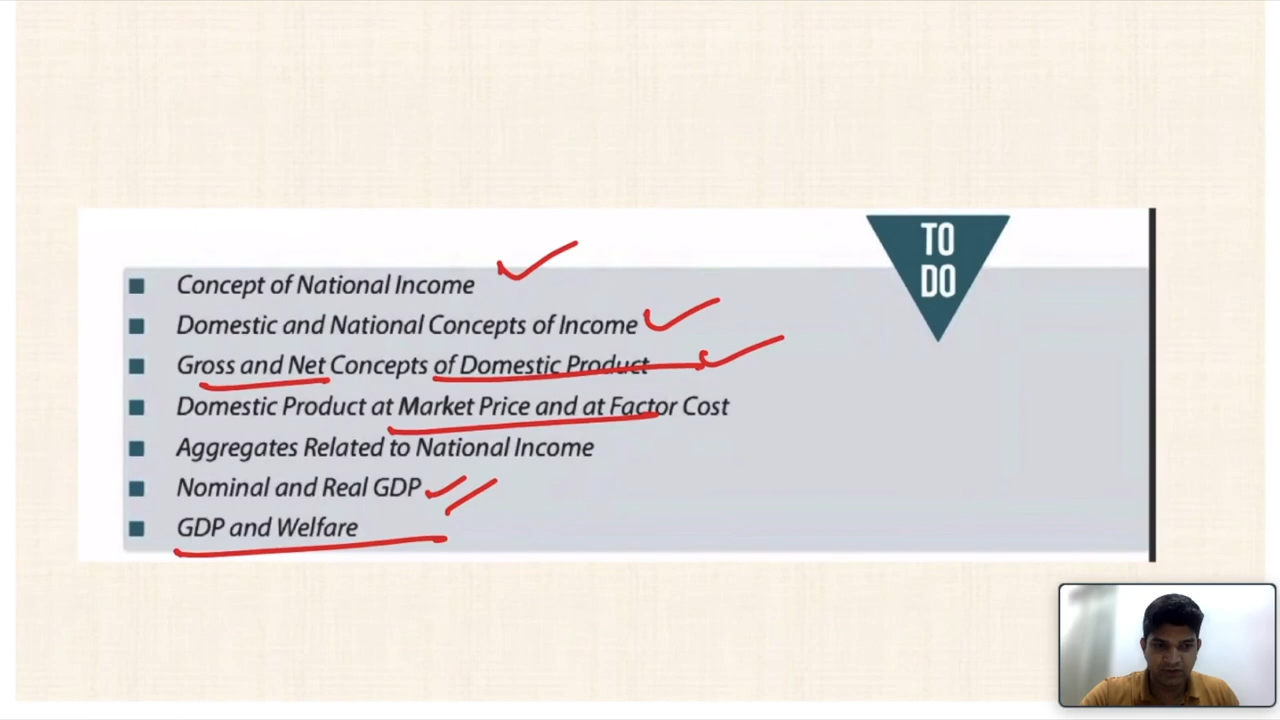 TO
DO
Concept of National Income
Domestic and National Concepts of Income
Gross and Net Concepts of Domestic Product
Domestic Product at Market Price and at Factor Cost
Aggregates Related to National Income
Nominal and Real GDP
GDP and Welfare